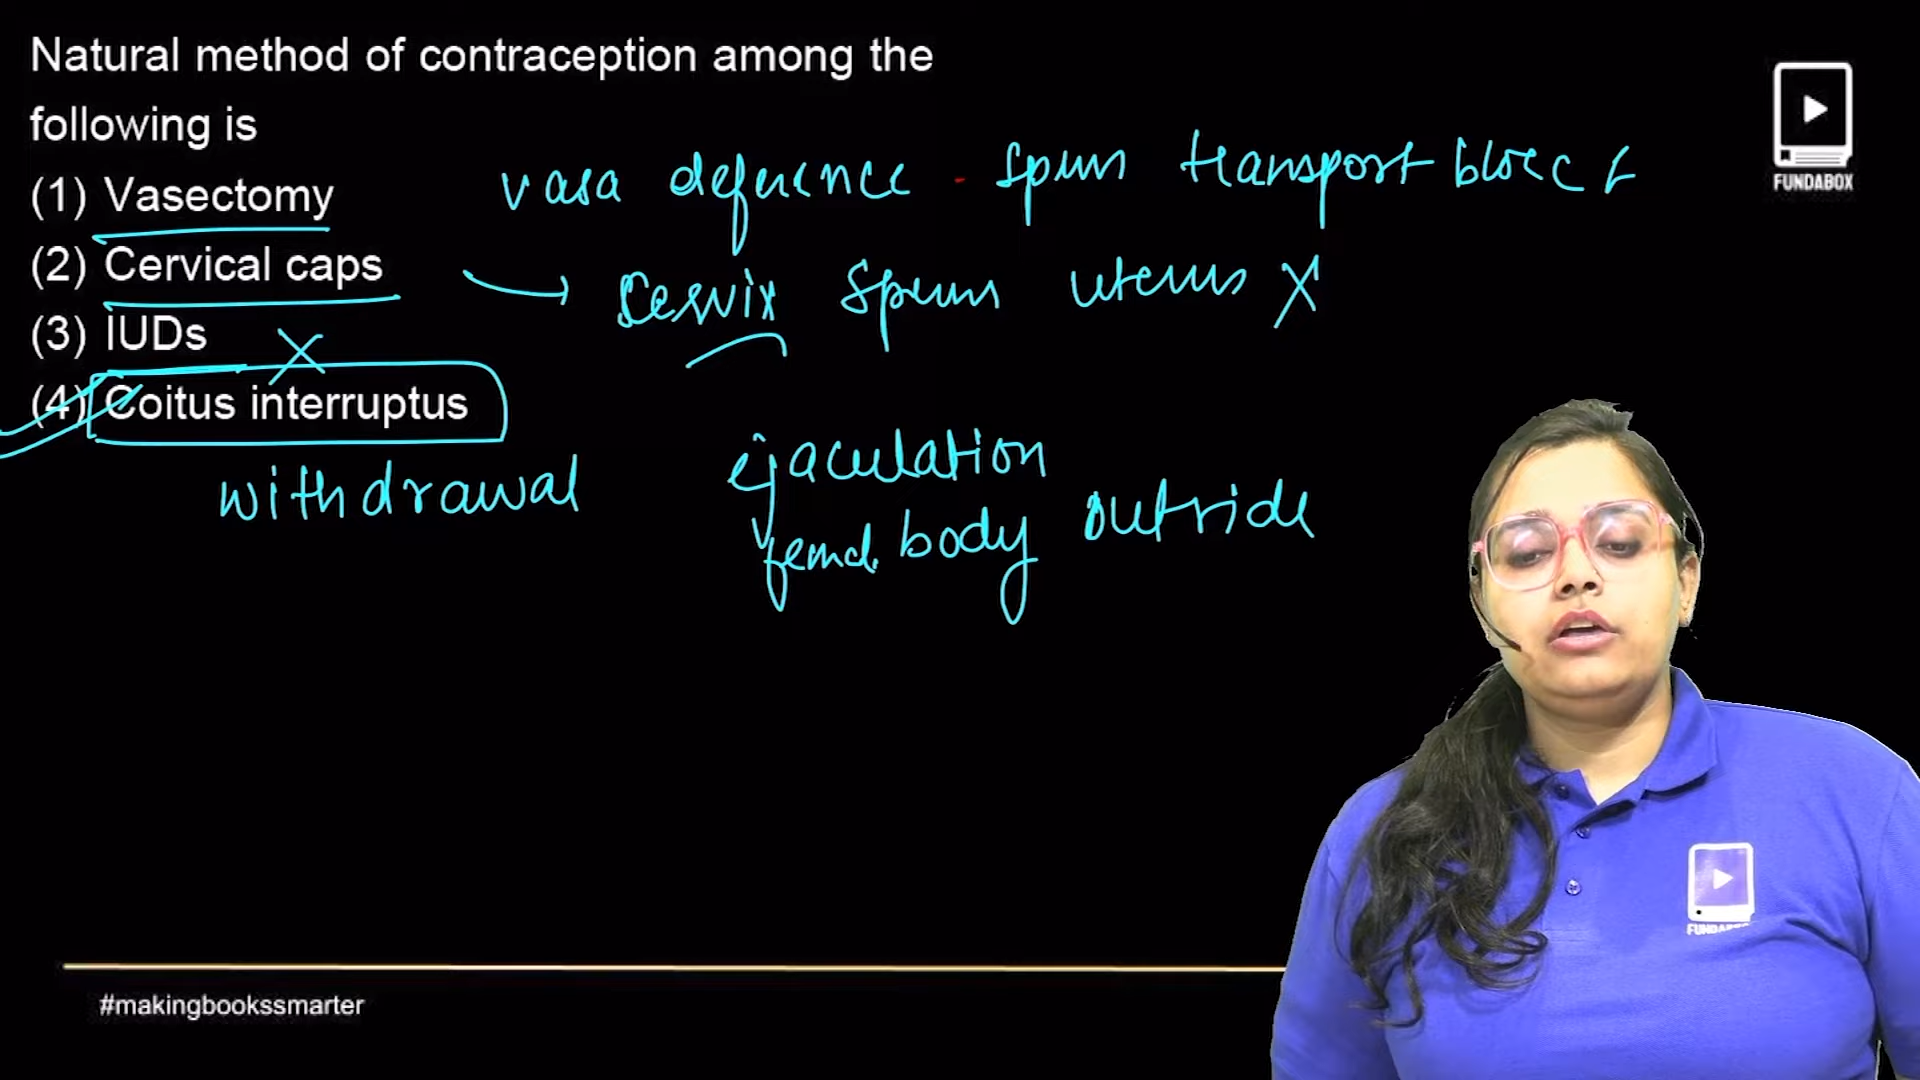 Natural method of contraception among the
following is
(1) Vasectomy
vasa deference . sperm transport block
(2) Cervical caps
→ Cervix sperm uterus X
(3) IUDs X
(4) Coitus interruptus
withdrawal
ejaculation
body outside
FUNDABOX
FUNDABOX
#makingbookssmarter